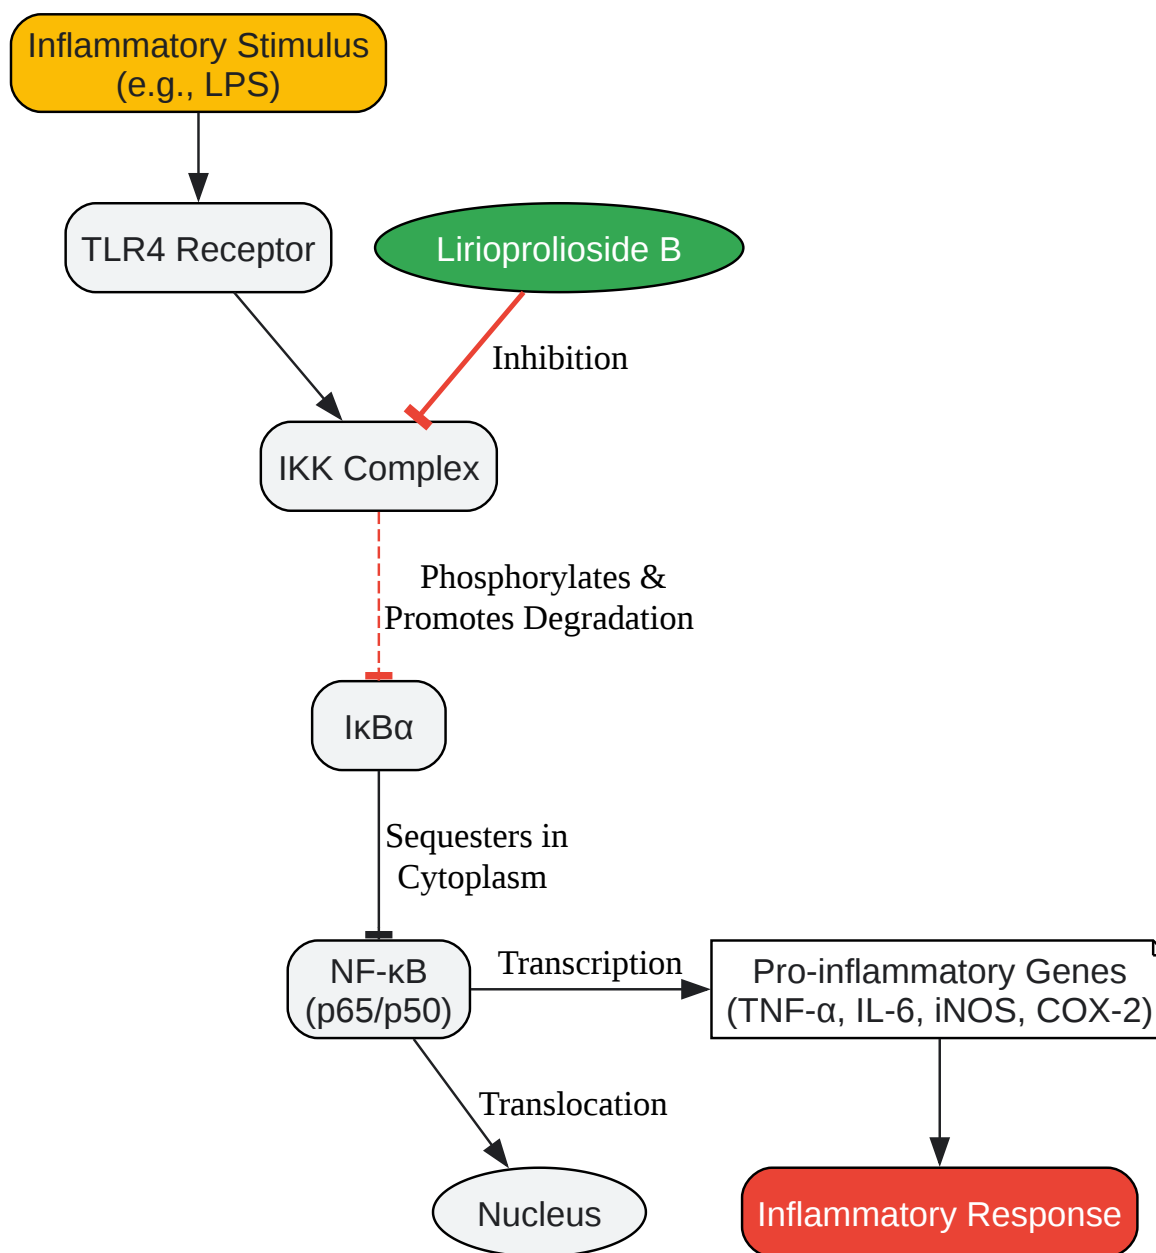 Inflammatory Stimulus
(e.g., LPS)
TLR4 Receptor
Lirioprolioside B
Inhibition
IKK Complex
Phosphorylates &
Promotes Degradation
IκBα
Sequesters in
Cytoplasm
NF-κB
(p65/p50)
Transcription
Pro-inflammatory Genes
(TNF-α, IL-6, iNOS, COX-2)
Translocation
Nucleus
Inflammatory Response